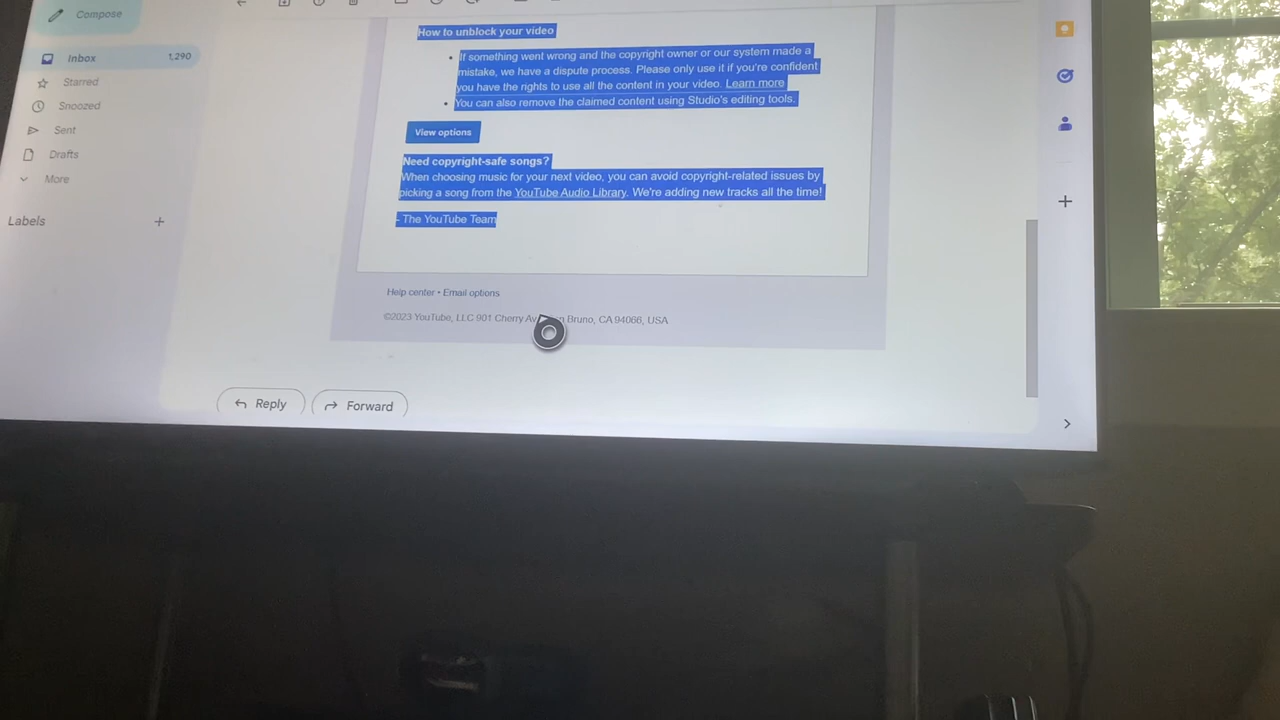 Compose
Inbox 1,290
Starred
Snoozed
Sent
Drafts
More
Labels
How to unblock your video
If something went wrong and the copyright owner or our system made a
mistake, we have a dispute process. Please only use it if you're confident
you have the rights to use all the content in your video. Learn more
You can also remove the claimed content using Studio's editing tools.
View options
Need copyright-safe songs?
When choosing music for your next video, you can avoid copyright-related issues by
picking a song from the YouTube Audio Library. We're adding new tracks all the time!
- The YouTube Team
Help center • Email options
©2023 YouTube, LLC 901 Cherry Bruno, CA 94066, USA
Reply
Forward